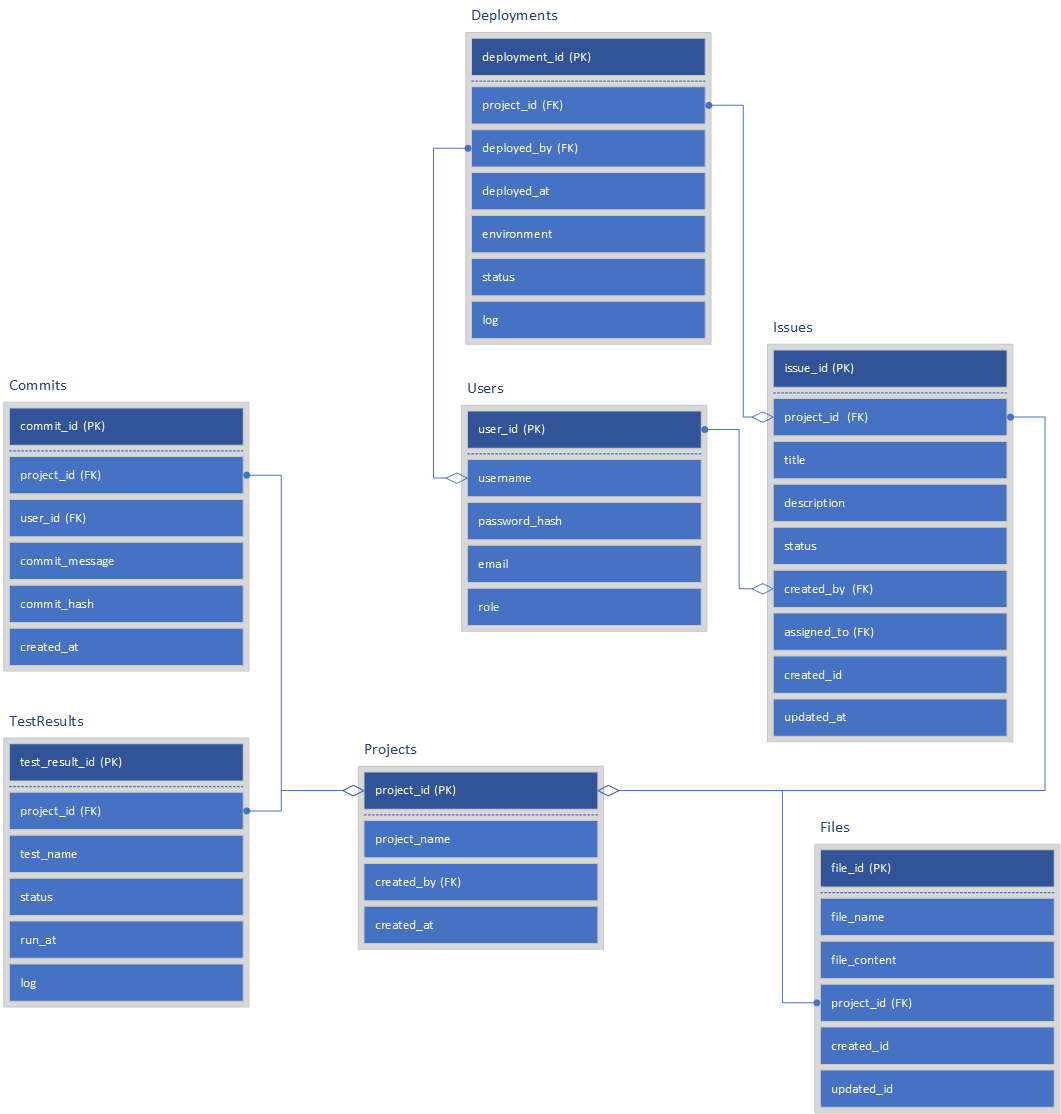 Deployments
deployment_id (PK)
project_id (FK)
deployed_by (FK)
deployed_at
environment
status
log
Issues
issue_id (PK)
project_id (FK)
title
description
status
created_by (FK)
assigned_to (FK)
created_id
updated_at
Commits
commit_id (PK)
project_id (FK)
user_id (FK)
commit_message
commit_hash
created_at
Users
user_id (PK)
username
password_hash
email
role
TestResults
test_result_id (PK)
project_id (FK)
test_name
status
run_at
log
Projects
project_id (PK)
project_name
created_by (FK)
created_at
Files
file_id (PK)
file_name
file_content
project_id (FK)
created_id
updated_id